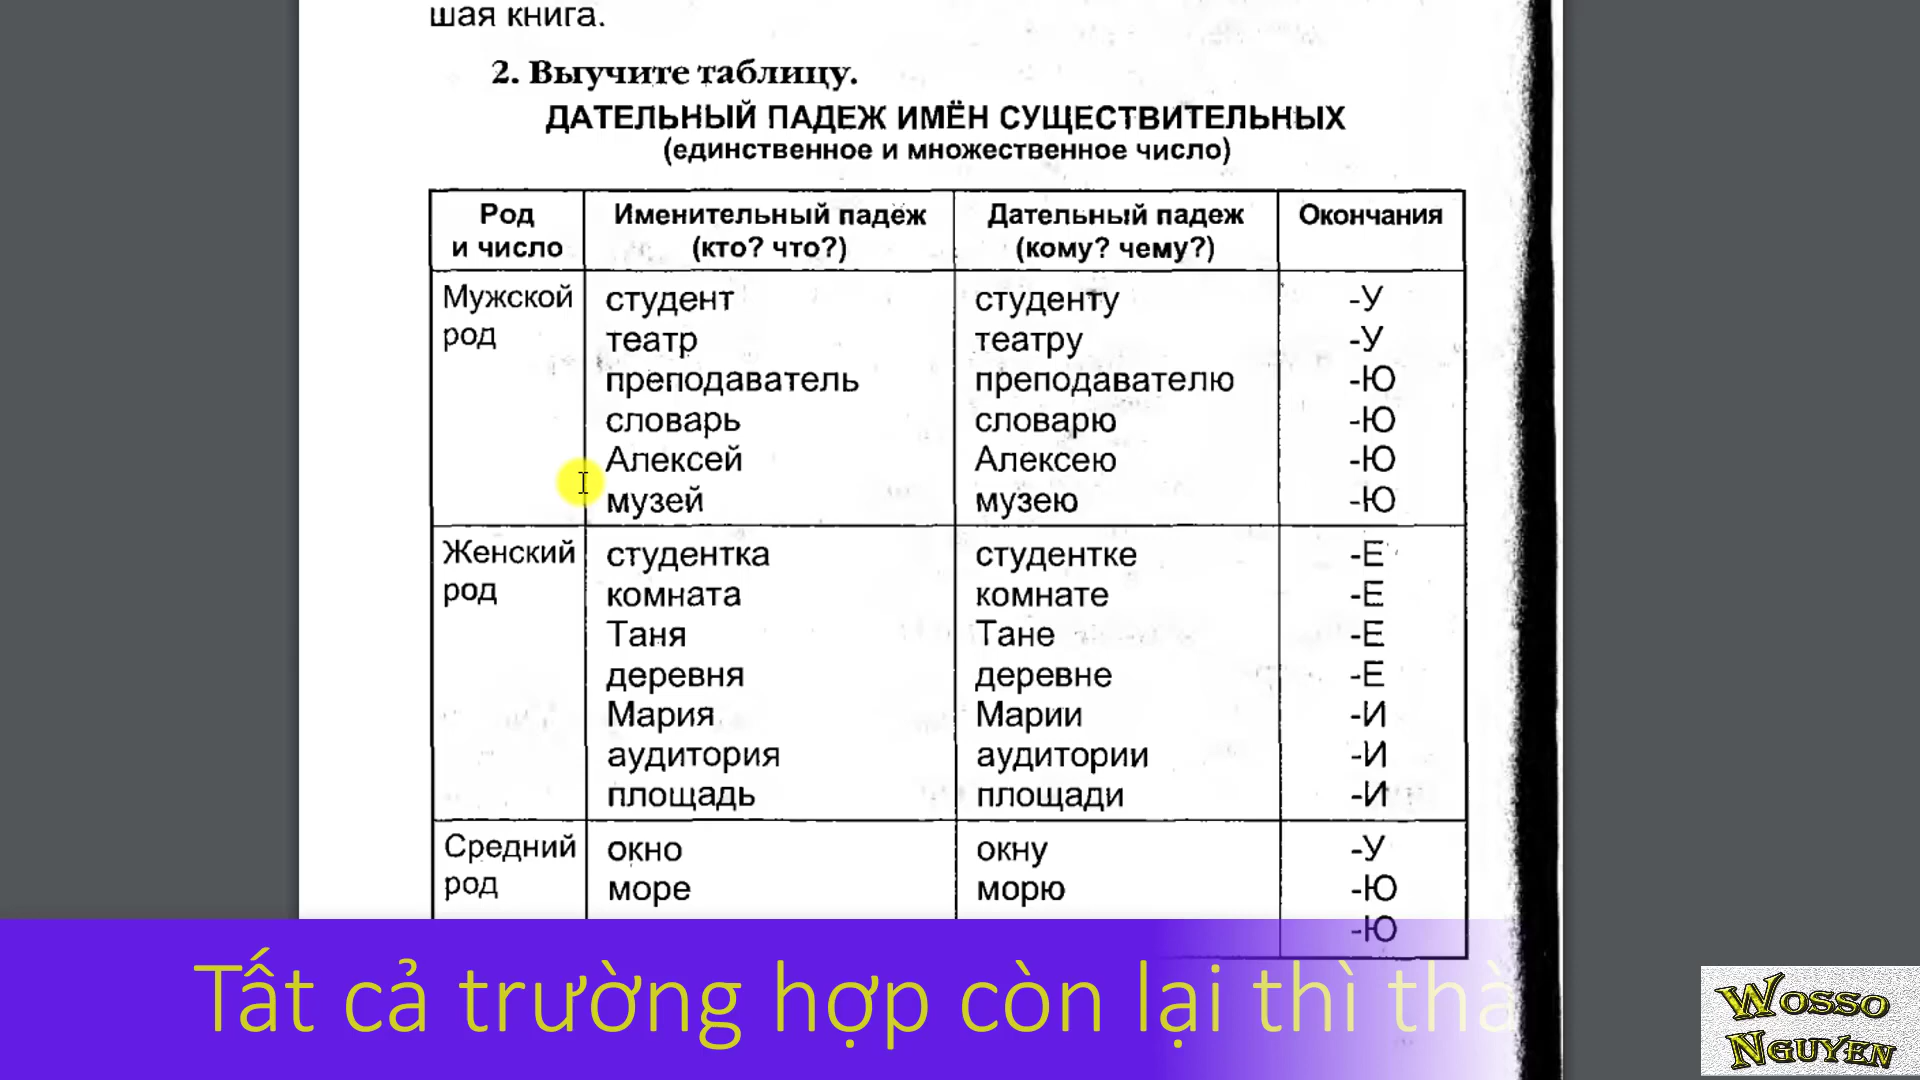 шая книга.
2. Выучите таблицу.
ДАТЕЛЬНЫЙ ПАДЕЖ ИМЁН СУЩЕСТВИТЕЛЬНЫХ
(единственное и множественное число)
Род и число | Именительный падеж (кто? что?) | Дательный падеж (кому? чему?) | Окончания
Мужской род
студент студенту -У
театр театру -У
преподаватель преподавателю -Ю
словарь словарю -Ю
Алексей Алексею -Ю
музей музею -Ю
Женский род
студентка студентке -Е
комната комнате -Е
Таня Тане -Е
деревня деревне -Е
Мария Марии -И
аудитория аудитории -И
площадь площади -И
Средний род
окно окну -У
море морю -Ю
-Ю
Tất cả trường hợp còn lại thì thà
Wosso
Nguyen